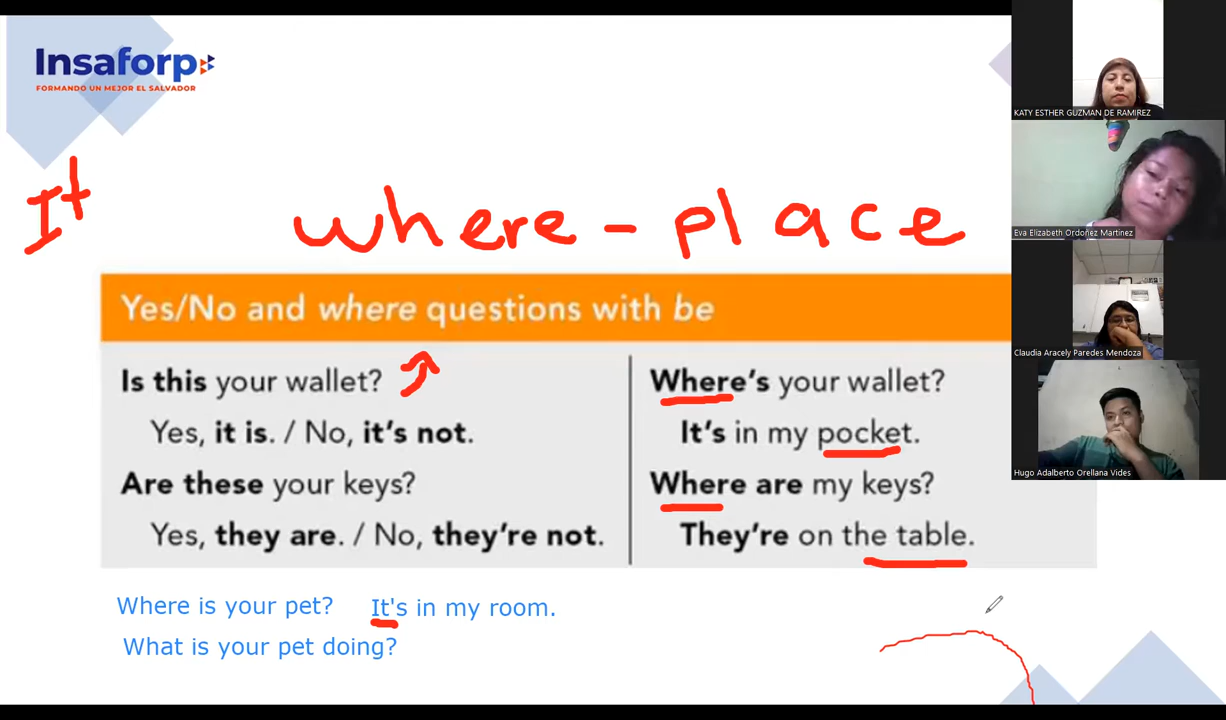 Insaforp
FORMANDO UN MEJOR EL SALVADOR
It
where - place
Yes/No and where questions with be
Is this your wallet?
Yes, it is. / No, it's not.
Are these your keys?
Yes, they are. / No, they're not.
Where's your wallet?
It's in my pocket.
Where are my keys?
They're on the table.
Where is your pet? It's in my room.
What is your pet doing?
KATY ESTHER GUZMAN DE RAMIREZ
Eva Elizabeth Ordoñez Martinez
Claudia Aracely Paredes Mendoza
Hugo Adalberto Orellana Vides